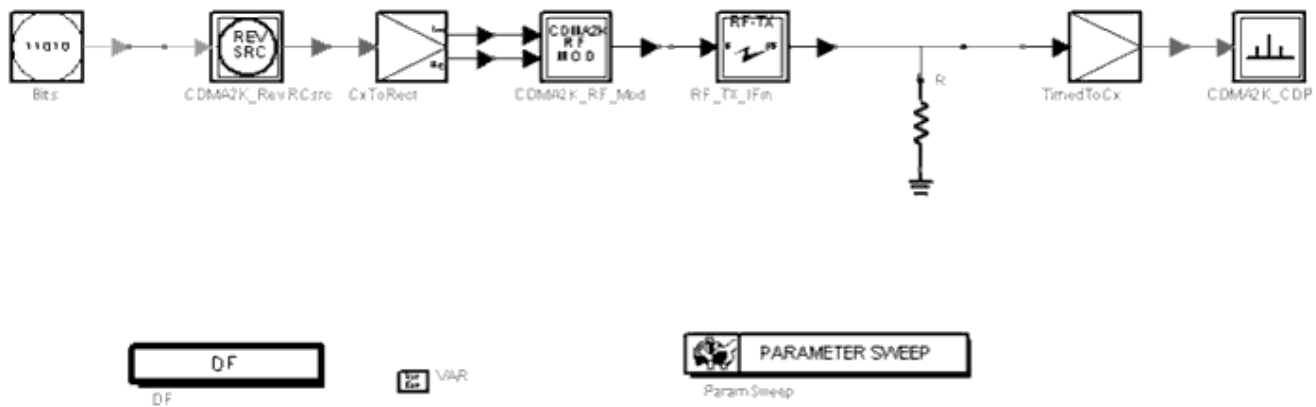 11010
Bits
REV
SRC
CDMA2K_RevRCsrc
CxToRect
CDMA2K
RF
MOD
CDMA2K_RF_Mod
RF-TX
RF_TX_IFin
R
TimedToCx
CDMA2K_CDP
DF
DF
VAR
PARAMETER SWEEP
ParamSweep